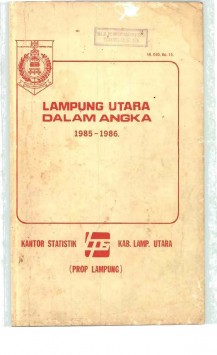 LAMPUNG UTARA
DALAM ANGKA
1985 - 1986.
KANTOR STATISTIK KAB. LAMP. UTARA
(PROP LAMPUNG)